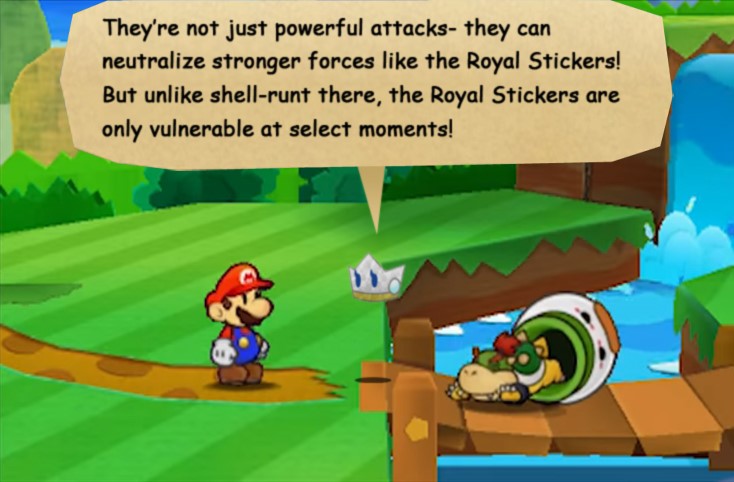 They're not just powerful attacks- they can
neutralize stronger forces like the Royal Stickers!
But unlike shell-runt there, the Royal Stickers are
only vulnerable at select moments!
M